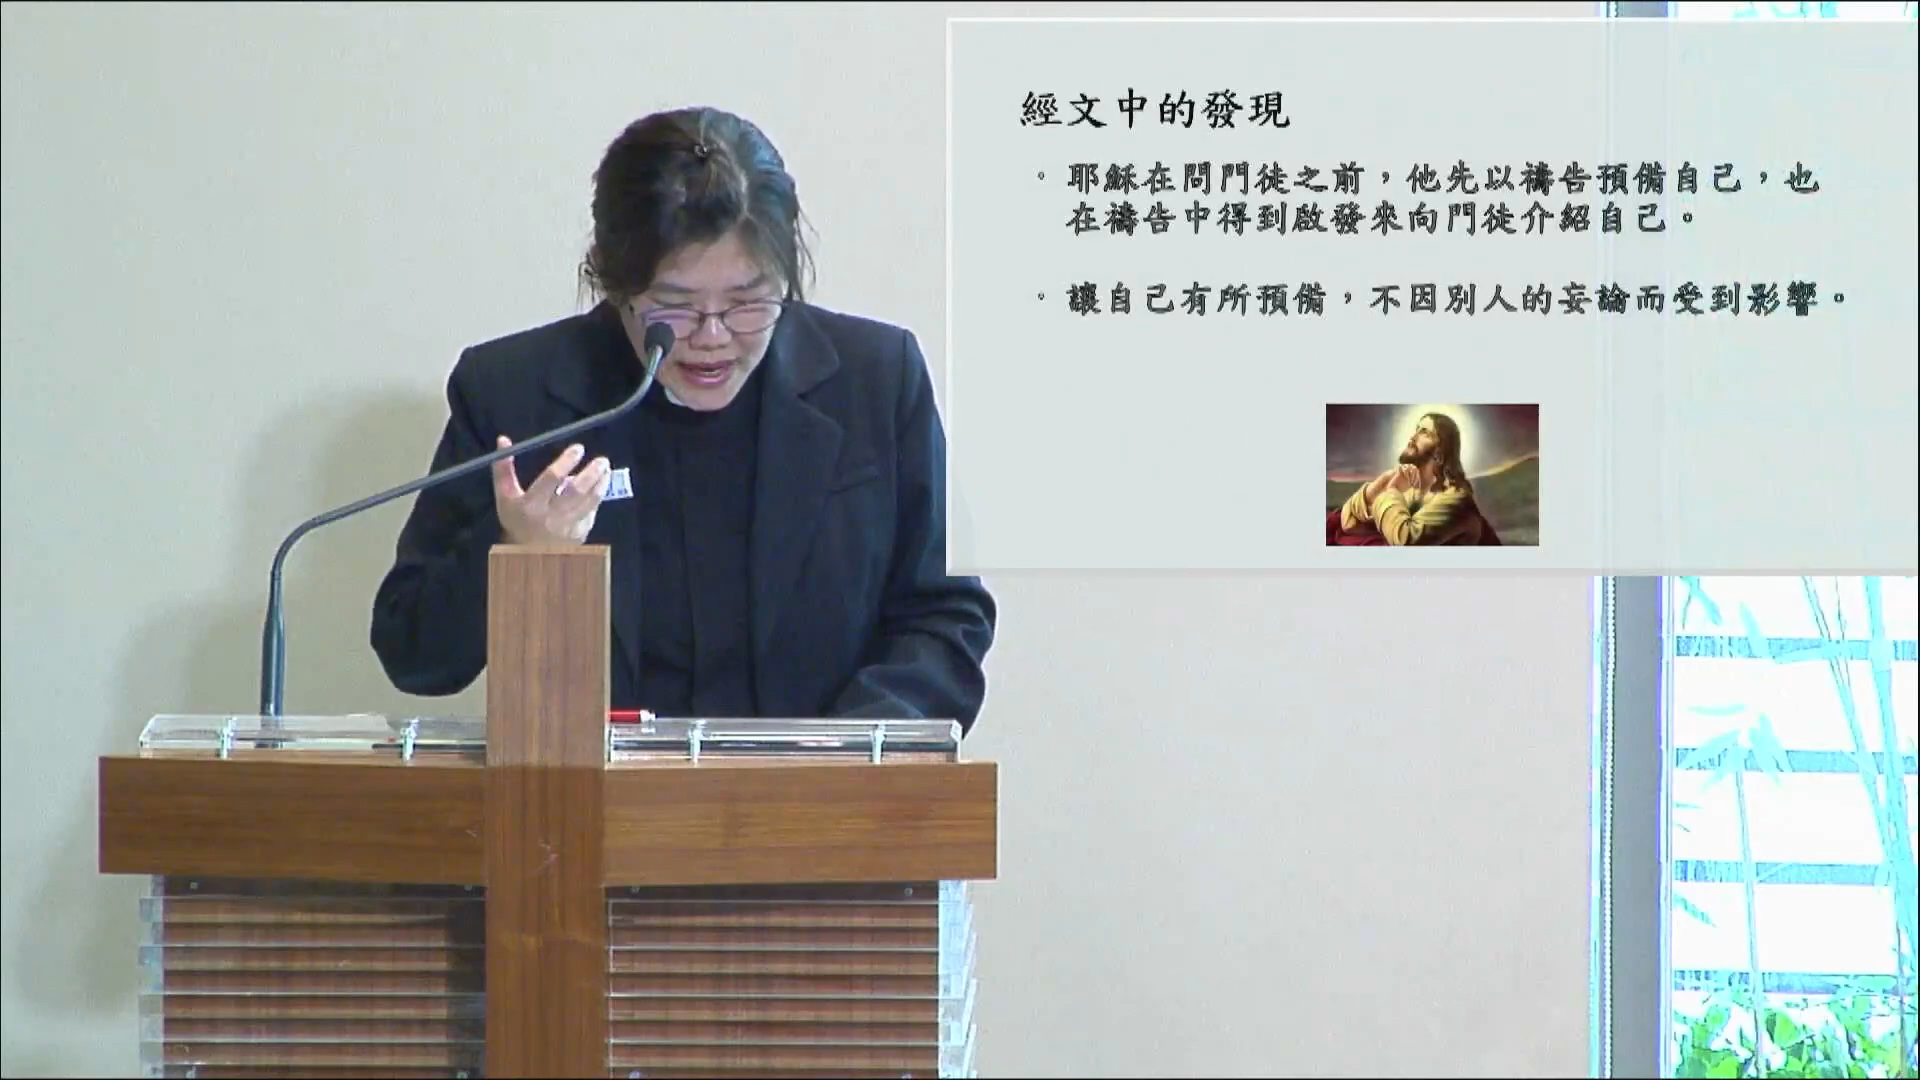 經文中的發現
• 耶穌在問門徒之前，他先以禱告預備自己，也
在禱告中得到啟發來向門徒介紹自己。
• 讓自己有所預備，不因別人的妄論而受到影響。